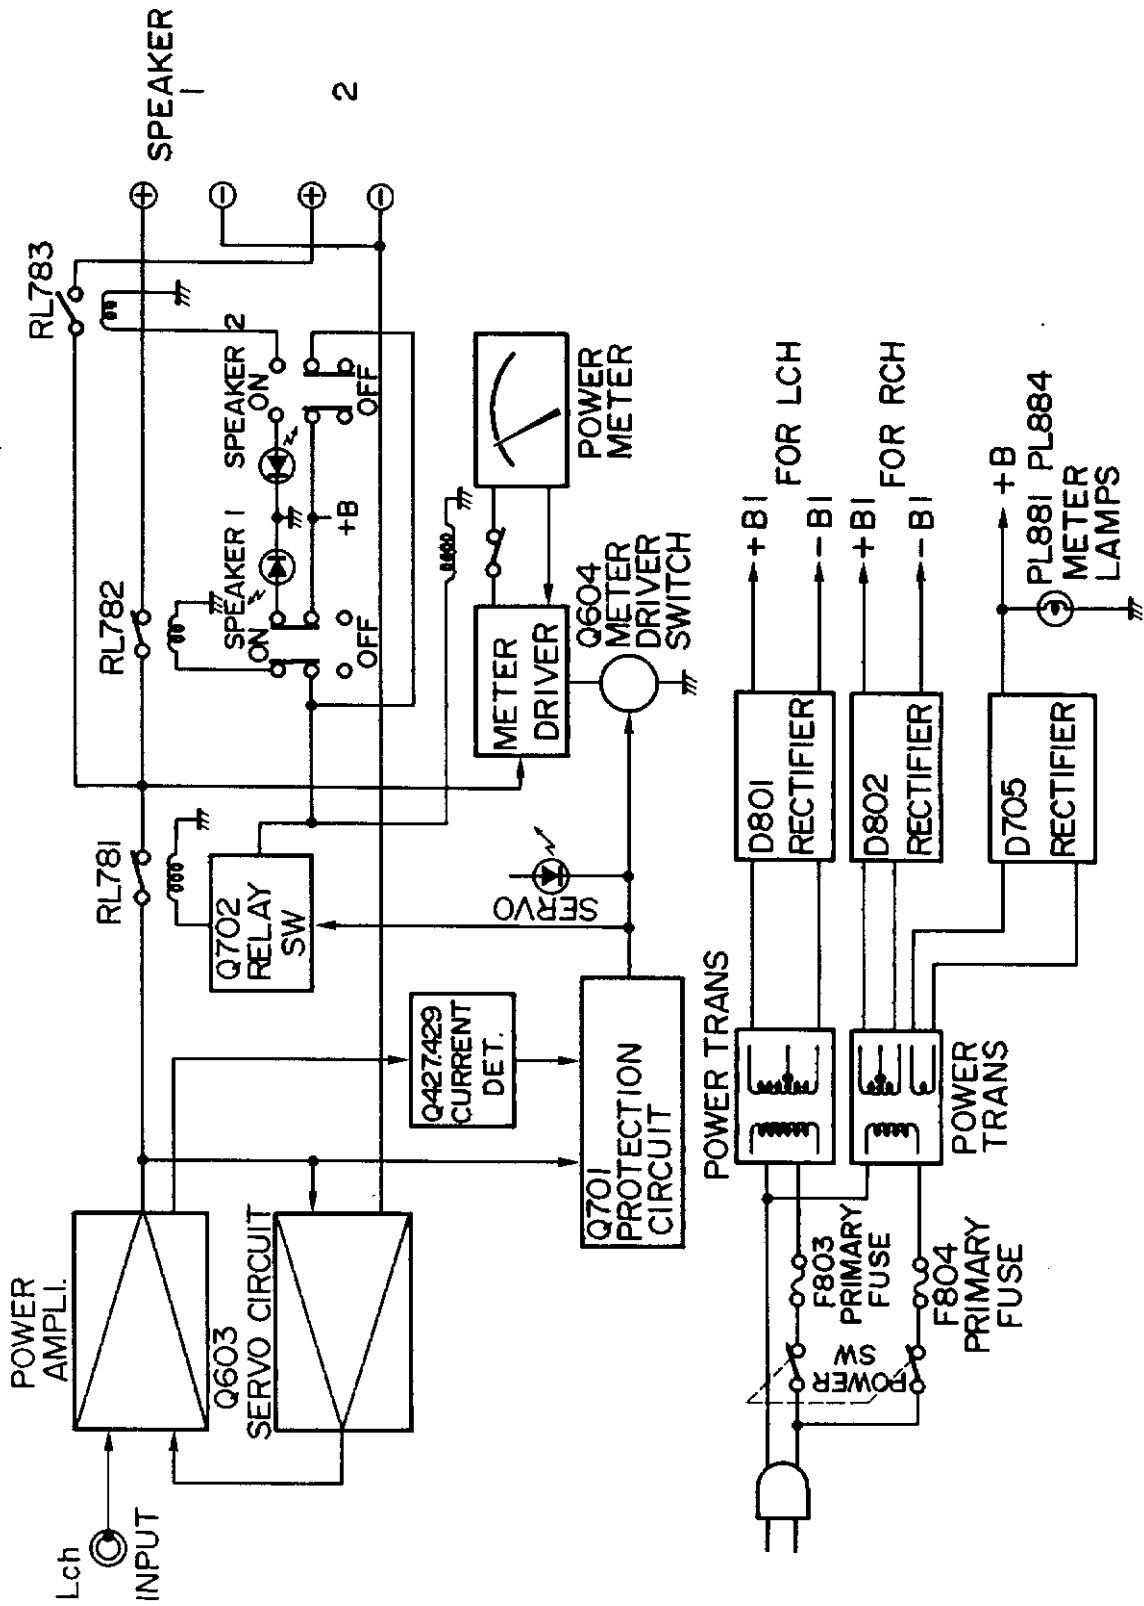 Lch
INPUT
POWER
AMPLI.
Q603
SERVO CIRCUIT
RL781
RL782
RL783
SPEAKER
1
2
+
−
+
−
Q702
RELAY
SW
SPEAKER 1
ON
OFF
SPEAKER 2
ON
OFF
+B
Q427.429
CURRENT
DET.
Q701
PROTECTION
CIRCUIT
SERVO
METER
DRIVER
Q604
METER
DRIVER
SWITCH
POWER
METER
POWER
SW
F803
PRIMARY
FUSE
F804
PRIMARY
FUSE
POWER TRANS
POWER
TRANS
D801
RECTIFIER
D802
RECTIFIER
D705
RECTIFIER
+B1
−B1
FOR LCH
+B1
−B1
FOR RCH
+B
PL881 PL884
METER
LAMPS